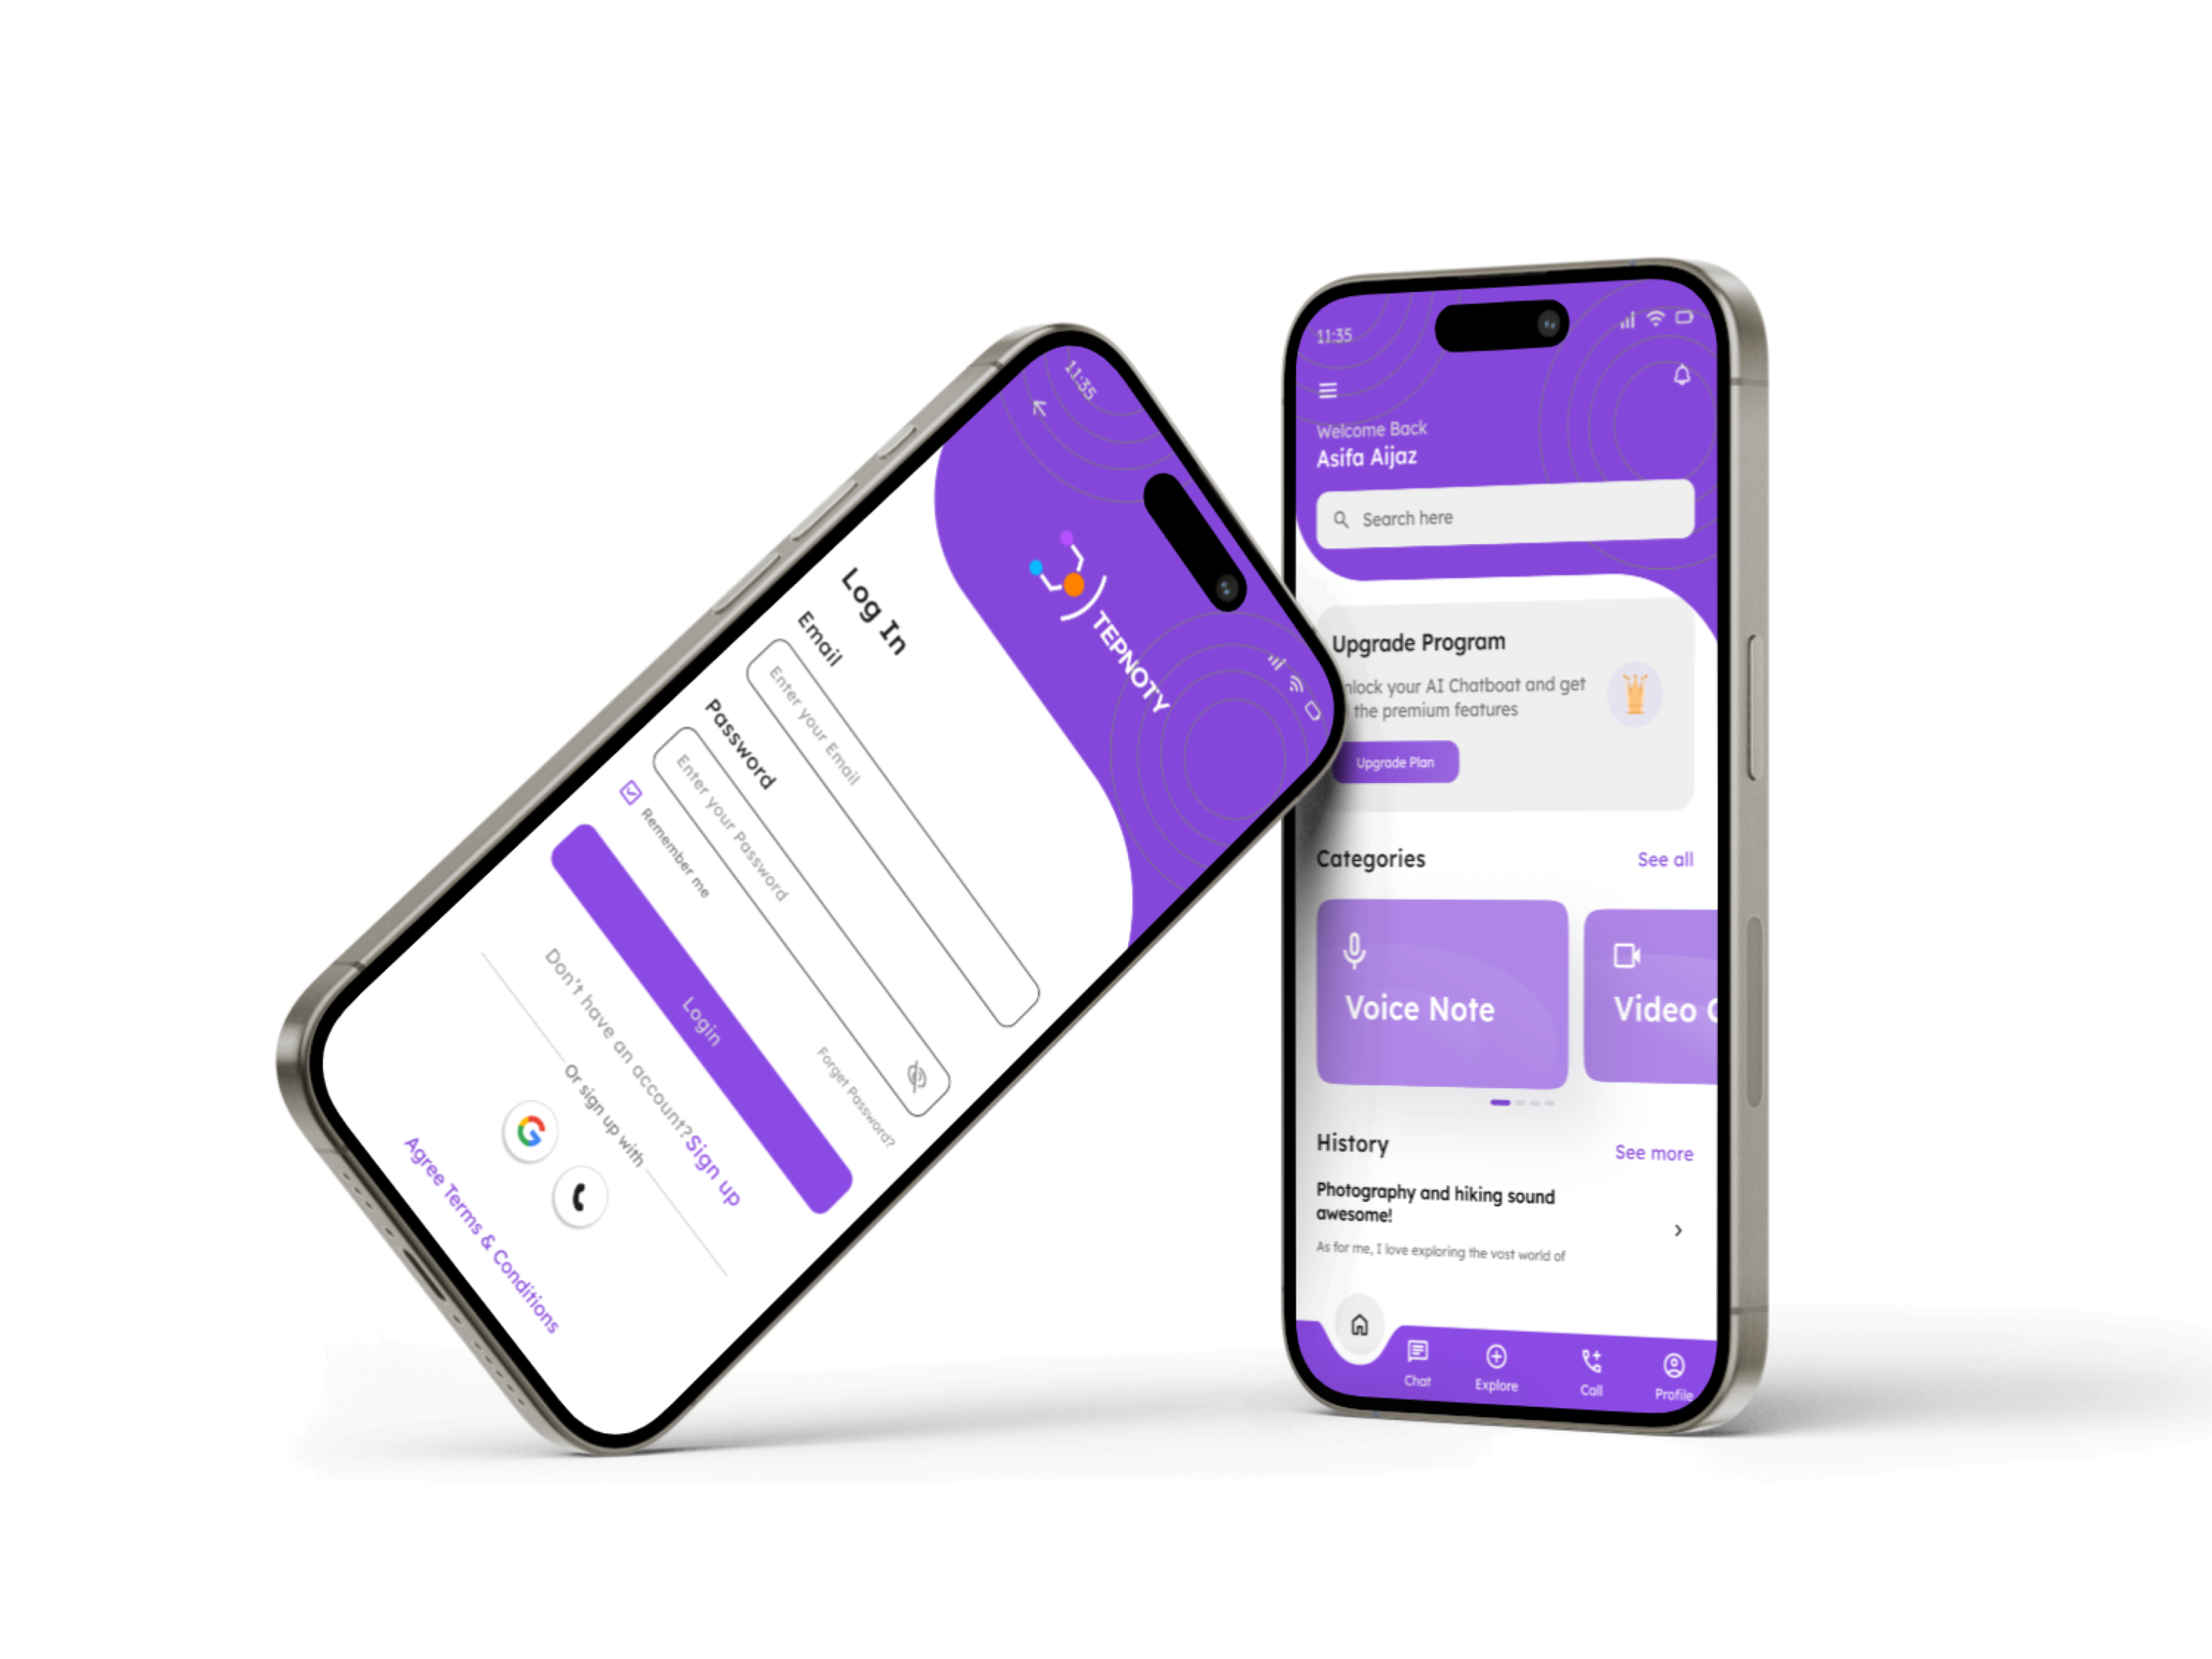 11:35
TEPNOTY
Log In
Email
Enter your Email
Password
Enter your Password
Remember me
Forget Password?
Login
Don't have an account? Sign up
Or sign up with
Agree Terms & Conditions
11:35
Welcome Back
Asifa Aijaz
Search here
Upgrade Program
nlock your AI Chatboat and get
the premium features
Upgrade Plan
Categories
See all
Voice Note
Video
History
See more
Photography and hiking sound
awesome!
As for me, I love exploring the vast world of
Chat
Explore
Call
Profile